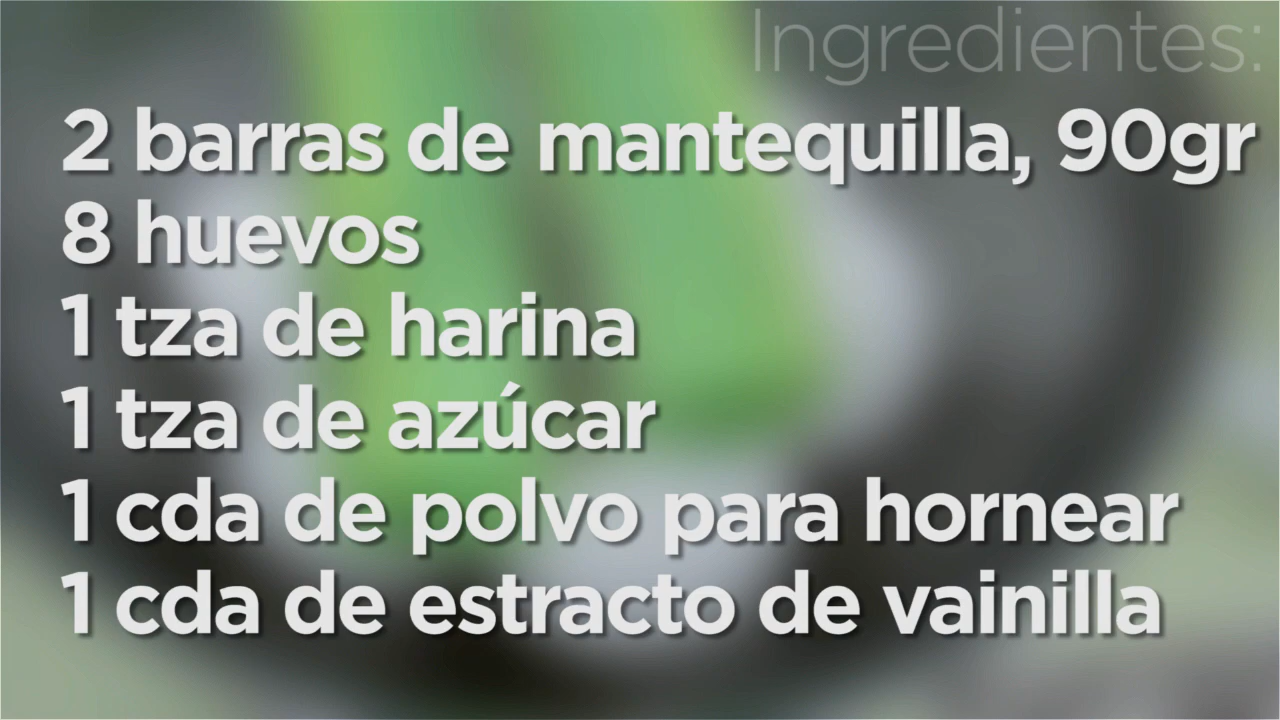 Ingredientes:
2 barras de mantequilla, 90gr
8 huevos
1 tza de harina
1 tza de azúcar
1 cda de polvo para hornear
1 cda de estracto de vainilla